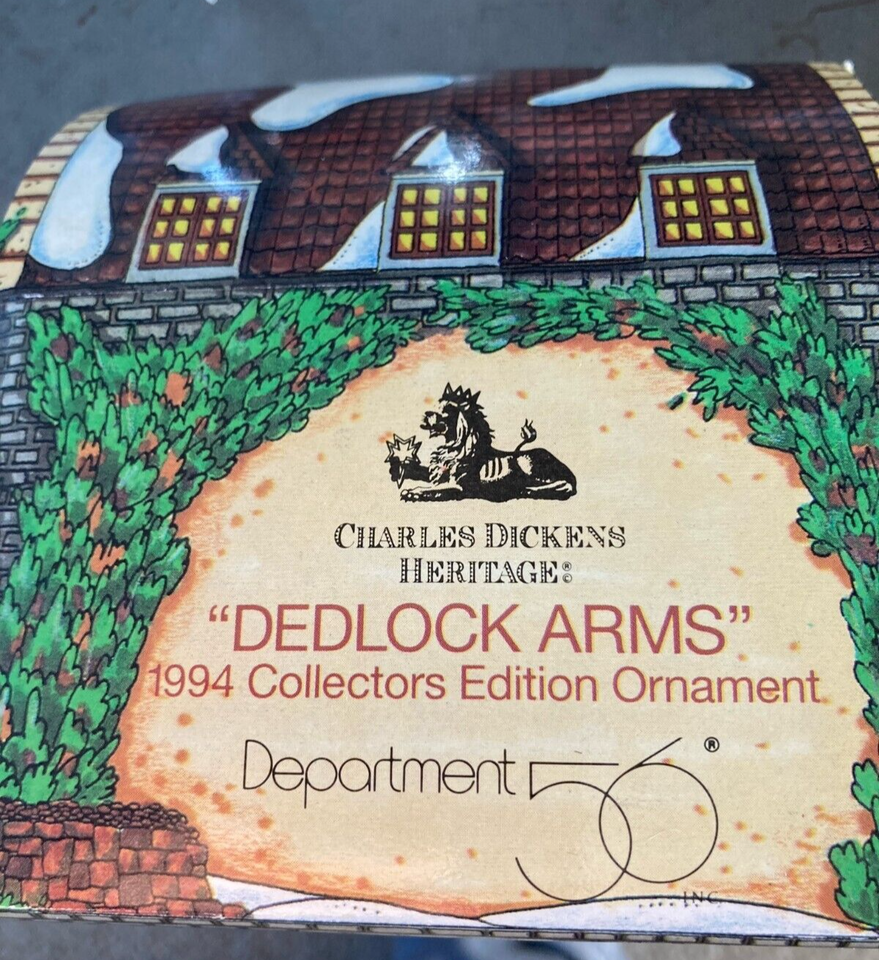 CHARLES DICKENS
HERITAGE®©
“DEDLOCK ARMS”
1994 Collectors Edition Ornament
Department 56®
INC